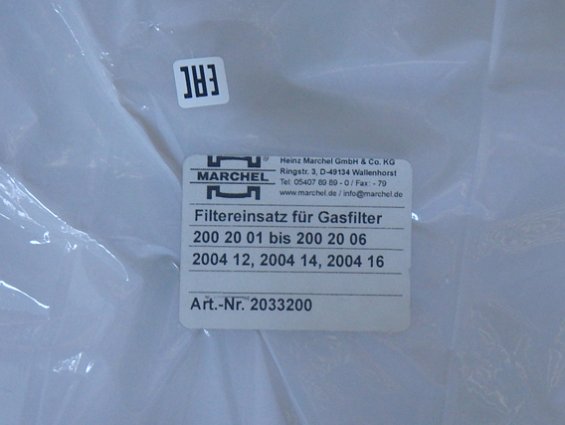 EAC
Heinz Marchel GmbH & Co. KG
Ringstr. 3, D-49134 Wallenhorst
Tel: 05407 89 89 - 0 / Fax: - 79
www.marchel.de / info@marchel.de
MARCHEL®
Filtereinsatz für Gasfilter
200 20 01 bis 200 20 06
2004 12, 2004 14, 2004 16
Art.-Nr. 2033200